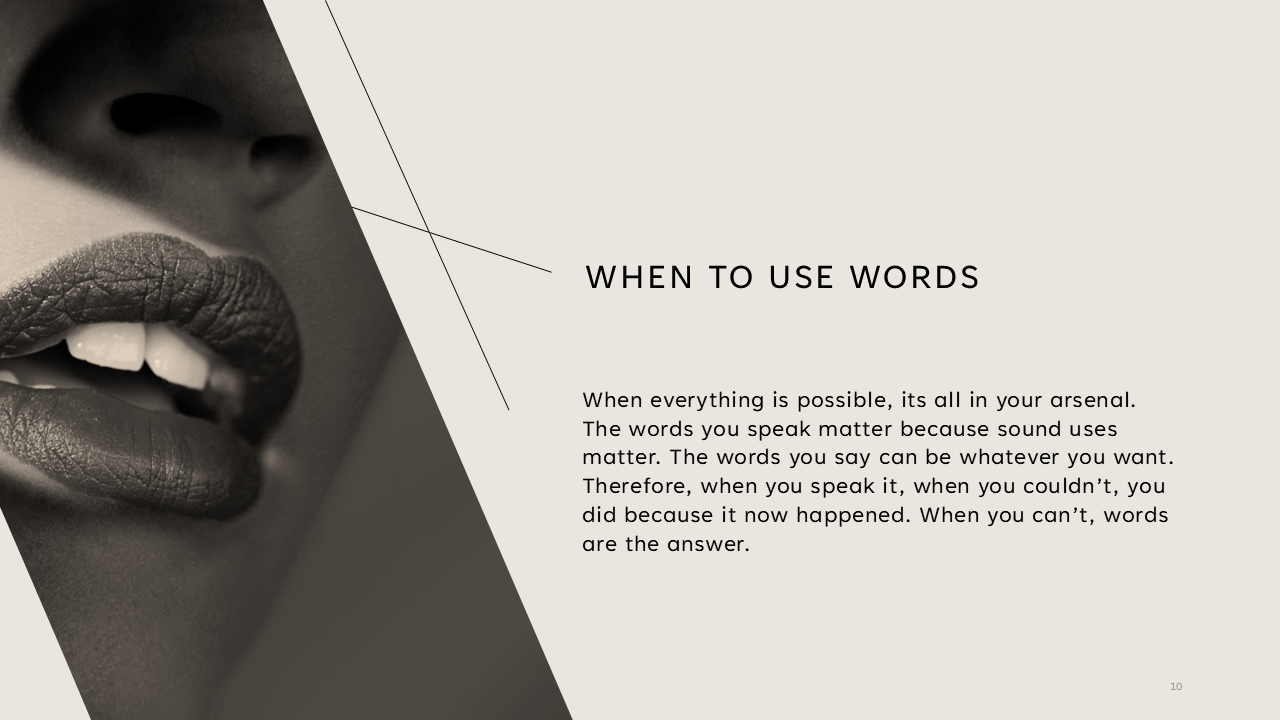 WHEN TO USE WORDS
When everything is possible, its all in your arsenal.
The words you speak matter because sound uses
matter. The words you say can be whatever you want.
Therefore, when you speak it, when you couldn’t, you
did because it now happened. When you can’t, words
are the answer.
10